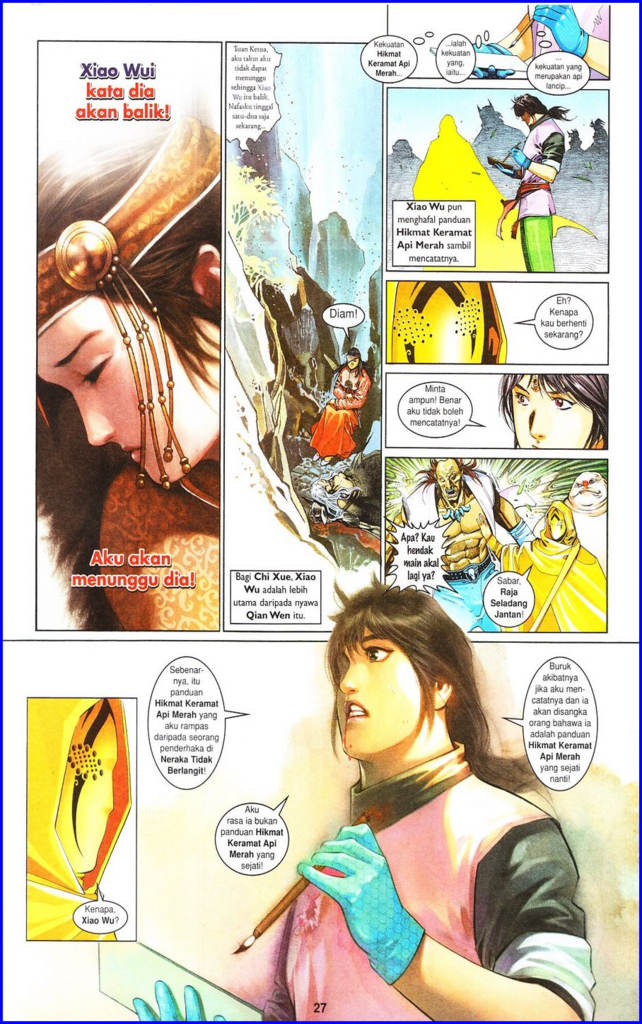 Xiao Wui
kata dia
akan balik!
Aku akan
menunggu dia!
Tuan Ketua,
aku tahu aku
tidak dapat
menunggu
sehingga Xiao
Wu itu balik.
Nafasku tinggal
satu-dua saja
sekarang...
Diam!
Bagi Chi Xue, Xiao
Wu adalah lebih
utama daripada nyawa
Qian Wen itu.
Kekuatan
Hikmat
Keramat Api
Merah...
...ialah
kekuatan
yang,
iaitu...
...
kekuatan yang
merupakan api
lancip...
Xiao Wu pun
menghafal panduan
Hikmat Keramat
Api Merah sambil
mencatatnya.
Eh?
Kenapa
kau berhenti
sekarang?
Minta
ampun! Benar
aku tidak boleh
mencatatnya!
Apa? Kau
hendak
main akal
lagi ya?
Sabar,
Raja
Seladang
Jantan!
Kenapa,
Xiao Wu?
Sebenar-
nya, itu
panduan
Hikmat Keramat
Api Merah yang
aku rampas
daripada seorang
penderhaka di
Neraka Tidak
Berlangit!
Aku
rasa ia bukan
panduan Hikmat
Keramat Api
Merah yang
sejati!
Buruk
akibatnya
jika aku men-
catatnya dan ia
akan disangka
orang bahawa ia
adalah panduan
Hikmat Keramat
Api Merah
yang sejati
nanti!
27